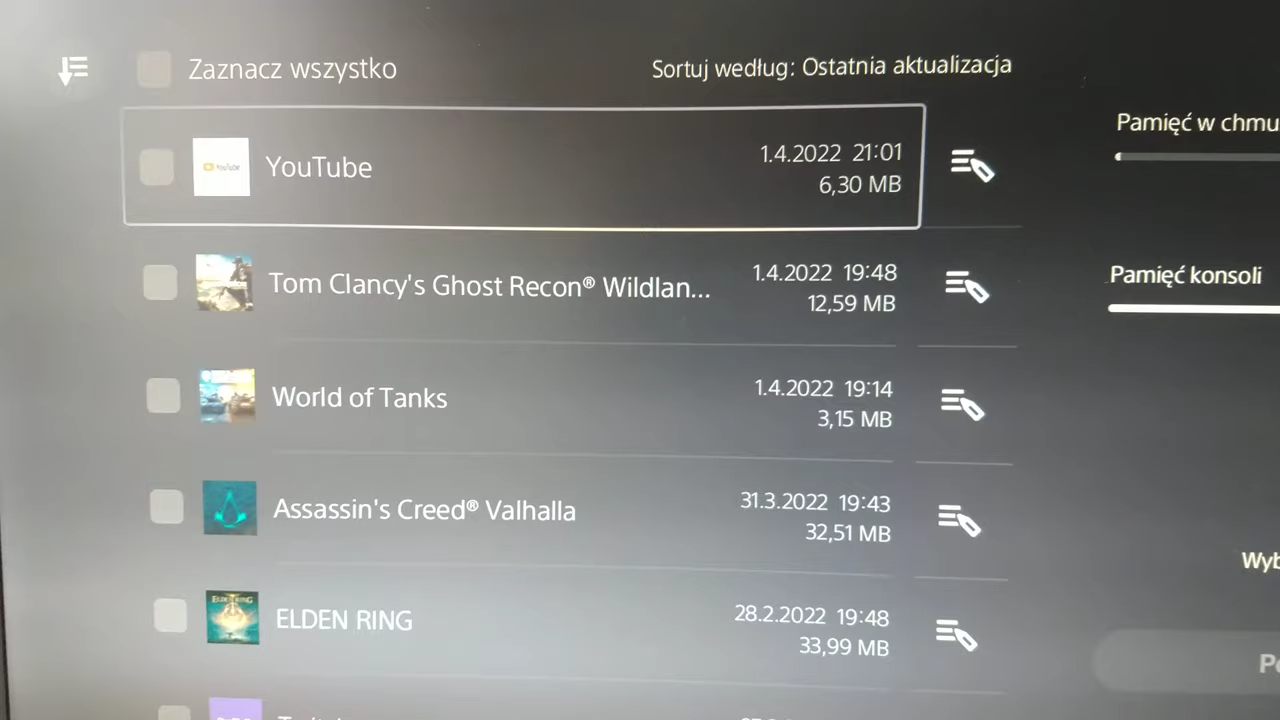 Zaznacz wszystko
Sortuj według: Ostatnia aktualizacja
YouTube
YouTube
1.4.2022 21:01
6,30 MB
Tom Clancy's Ghost Recon® Wildlan...
1.4.2022 19:48
12,59 MB
World of Tanks
1.4.2022 19:14
3,15 MB
Assassin's Creed® Valhalla
31.3.2022 19:43
32,51 MB
ELDEN RING
ELDEN RING
28.2.2022 19:48
33,99 MB
Pamięć w chmu
Pamięć konsoli
Wyb